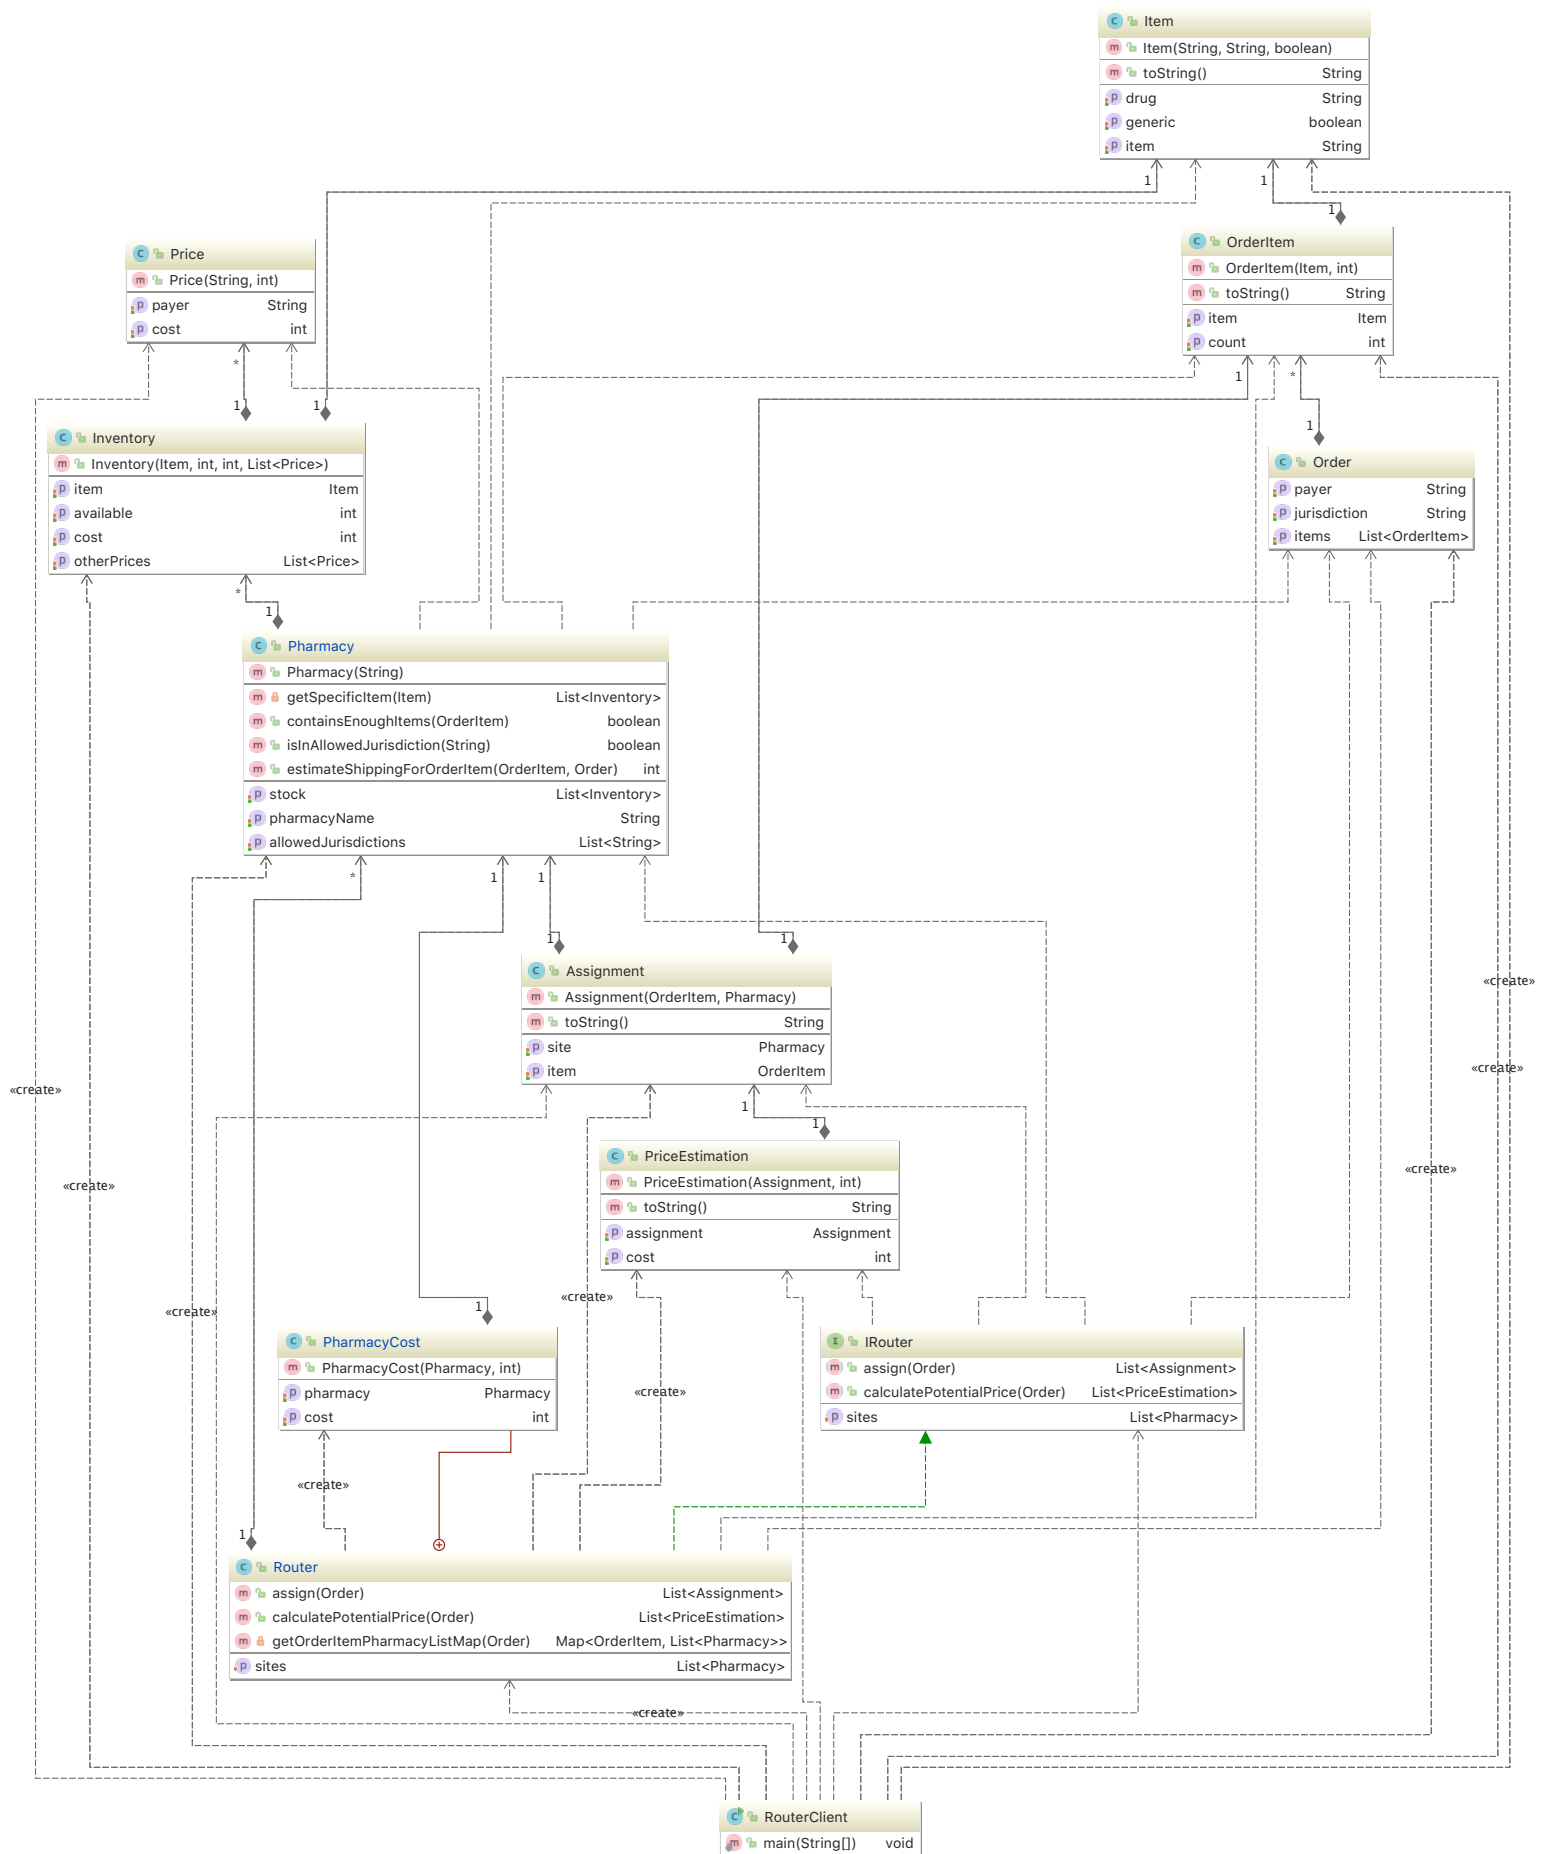 Item
Item(String, String, boolean)
toString() String
drug String
generic boolean
item String
1 1
1
Price
Price(String, int)
payer String
cost int
OrderItem
OrderItem(Item, int)
toString() String
item Item
count int
* 1 *
1 1
1
Inventory
Inventory(Item, int, int, List<Price>)
item Item
available int
cost int
otherPrices List<Price>
Order
payer String
jurisdiction String
items List<OrderItem>
*
1
Pharmacy
Pharmacy(String)
getSpecificItem(Item) List<Inventory>
containsEnoughItems(OrderItem) boolean
isInAllowedJurisdiction(String) boolean
estimateShippingForOrderItem(OrderItem, Order) int
stock List<Inventory>
pharmacyName String
allowedJurisdictions List<String>
* 1 1
1 1
Assignment
Assignment(OrderItem, Pharmacy)
toString() String
site Pharmacy
item OrderItem
«create»
«create»
«create»
1
1
PriceEstimation
PriceEstimation(Assignment, int)
toString() String
assignment Assignment
cost int
«create»
«create»
«create»
«create»
1
PharmacyCost
PharmacyCost(Pharmacy, int)
pharmacy Pharmacy
cost int
«create»
IRouter
assign(Order) List<Assignment>
calculatePotentialPrice(Order) List<PriceEstimation>
sites List<Pharmacy>
«create»
1
Router
assign(Order) List<Assignment>
calculatePotentialPrice(Order) List<PriceEstimation>
getOrderItemPharmacyListMap(Order) Map<OrderItem, List<Pharmacy>>
sites List<Pharmacy>
«create»
RouterClient
main(String[]) void